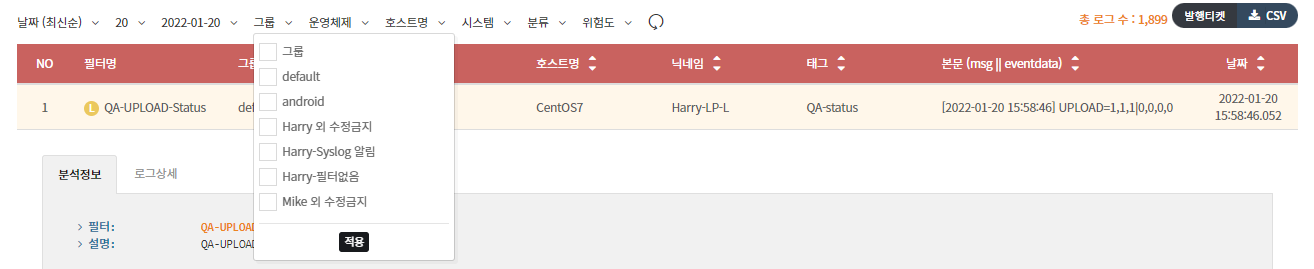 날짜 (최신순) 20 2022-01-20 그룹 운영체제 호스트명 시스템 분류 위험도 총 로그 수 : 1,899 발행티켓 CSV
그룹
default
android
Harry 외 수정금지
Harry-Syslog 알림
Harry-필터없음
Mike 외 수정금지
적용
NO 필터명 호스트명 닉네임 태그 본문 (msg || eventdata) 날짜
1 L QA-UPLOAD-Status def CentOS7 Harry-LP-L QA-status [2022-01-20 15:58:46] UPLOAD=1,1,1|0,0,0,0 2022-01-20
15:58:46.052
분석정보 로그상세
필터: QA-UPLOA
설명: QA-UPLOA